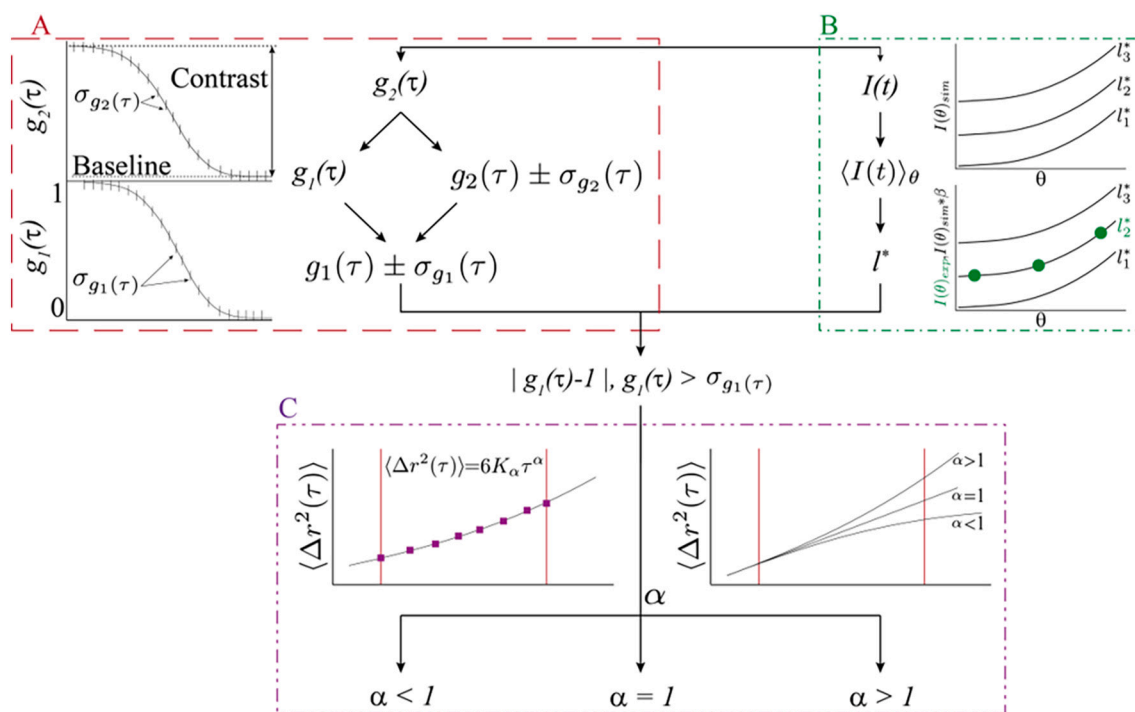 A
B
g₂(τ)
σg₂(τ)
Contrast
Baseline
g₁(τ)
1
0
σg₁(τ)
g₂(τ)
g₁(τ)
g2(τ) ± σg₂(τ)
g1(τ) ± σg₁(τ)
I(t)
⟨I(t)⟩θ
l*
I(θ)sim
l₃*
l₂*
l₁*
θ
I(θ)exp,I(θ)sim*β
l₃*
l₂*
l₁*
θ
| g₁(τ)-1 |, g₁(τ) > σg₁(τ)
C
⟨Δr²(τ)⟩
⟨Δr²(τ)⟩=6Kατ^α
⟨Δr²(τ)⟩
α>1
α=1
α<1
α
α < 1
α = 1
α > 1